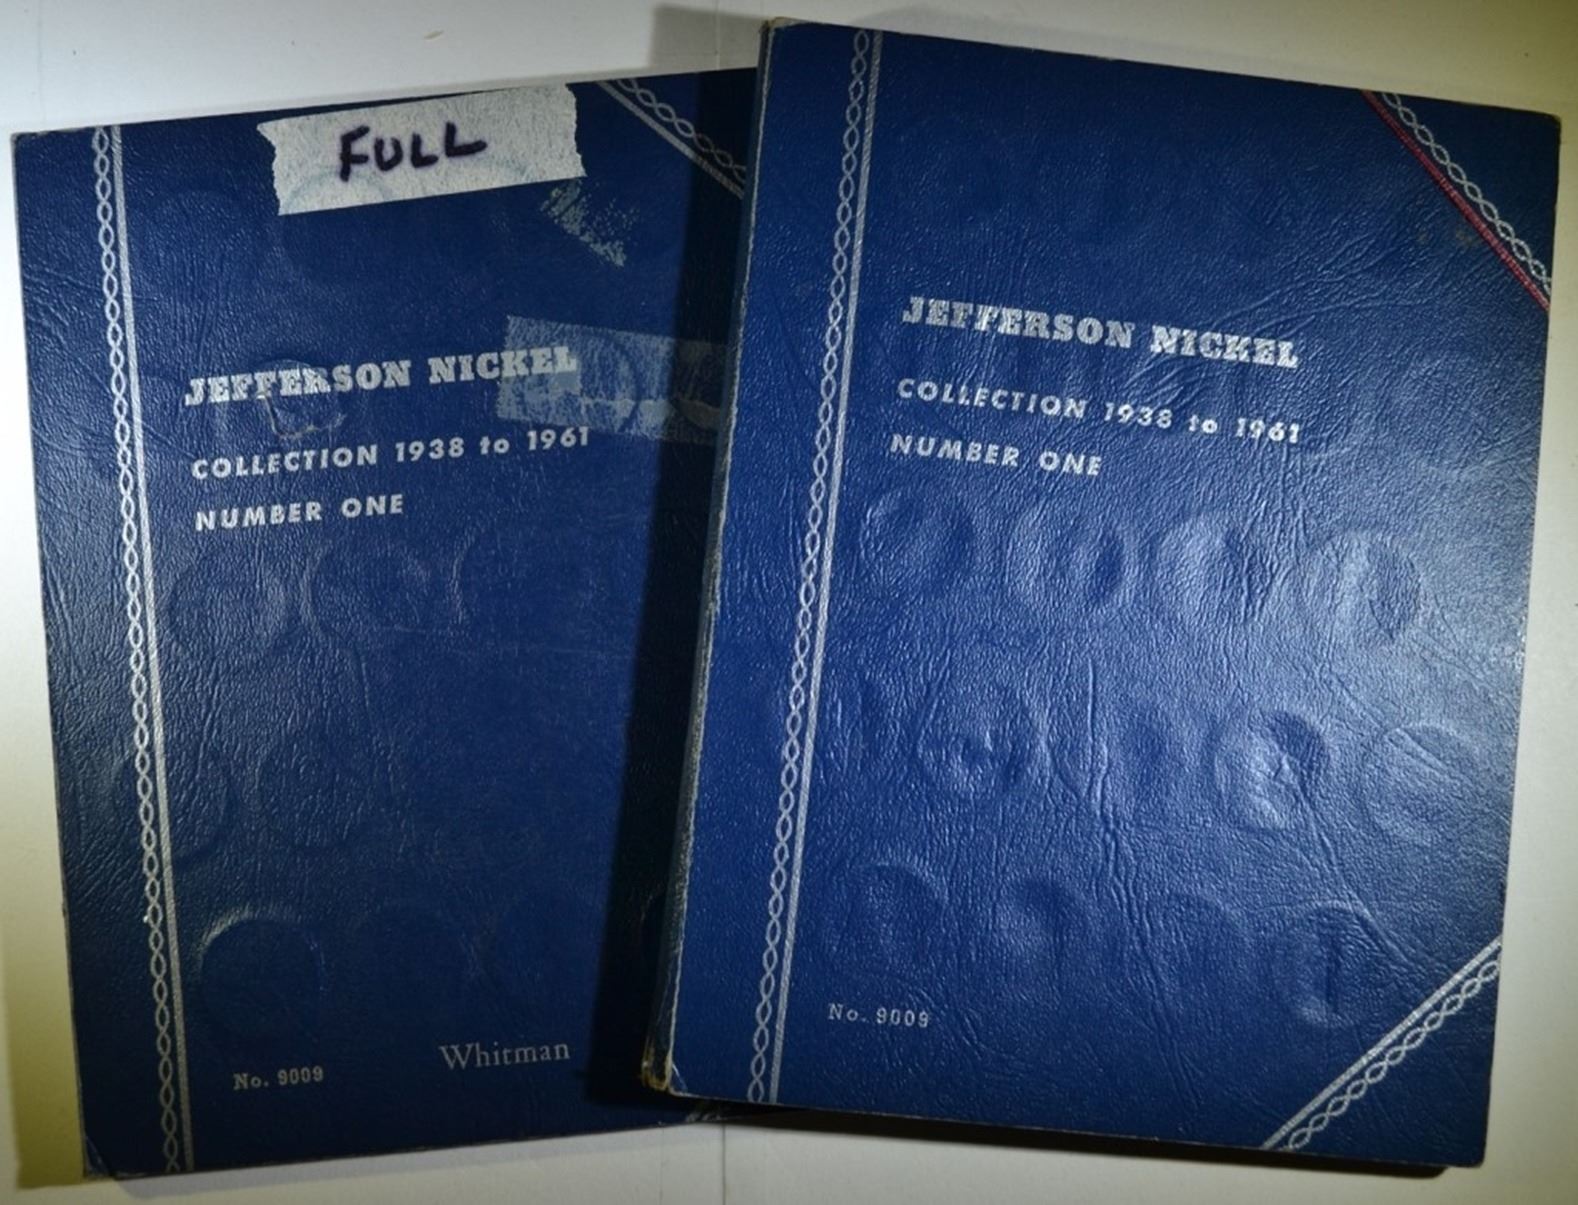 FULL
JEFFERSON NICKEL
COLLECTION 1938 to 1961
NUMBER ONE
No. 9009
Whitman
JEFFERSON NICKEL
COLLECTION 1938 to 1961
NUMBER ONE
No. 9009